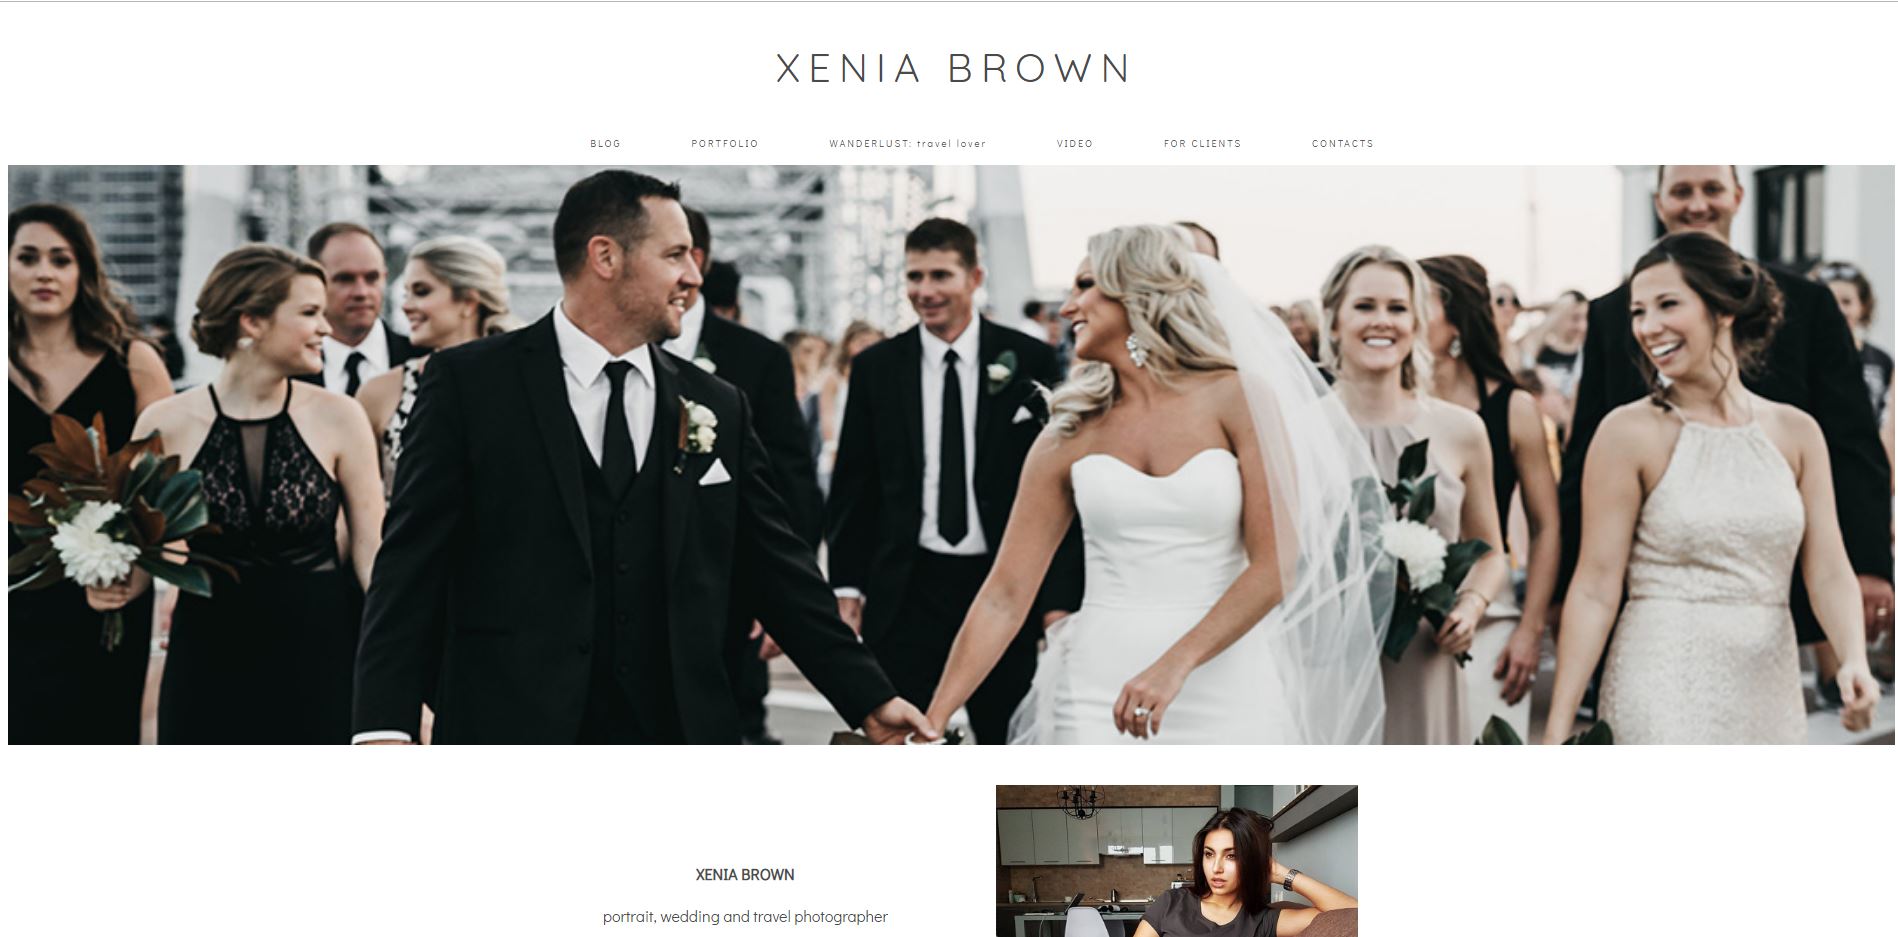 XENIA BROWN
BLOG PORTFOLIO WANDERLUST: travel lover VIDEO FOR CLIENTS CONTACTS
XENIA BROWN
portrait, wedding and travel photographer